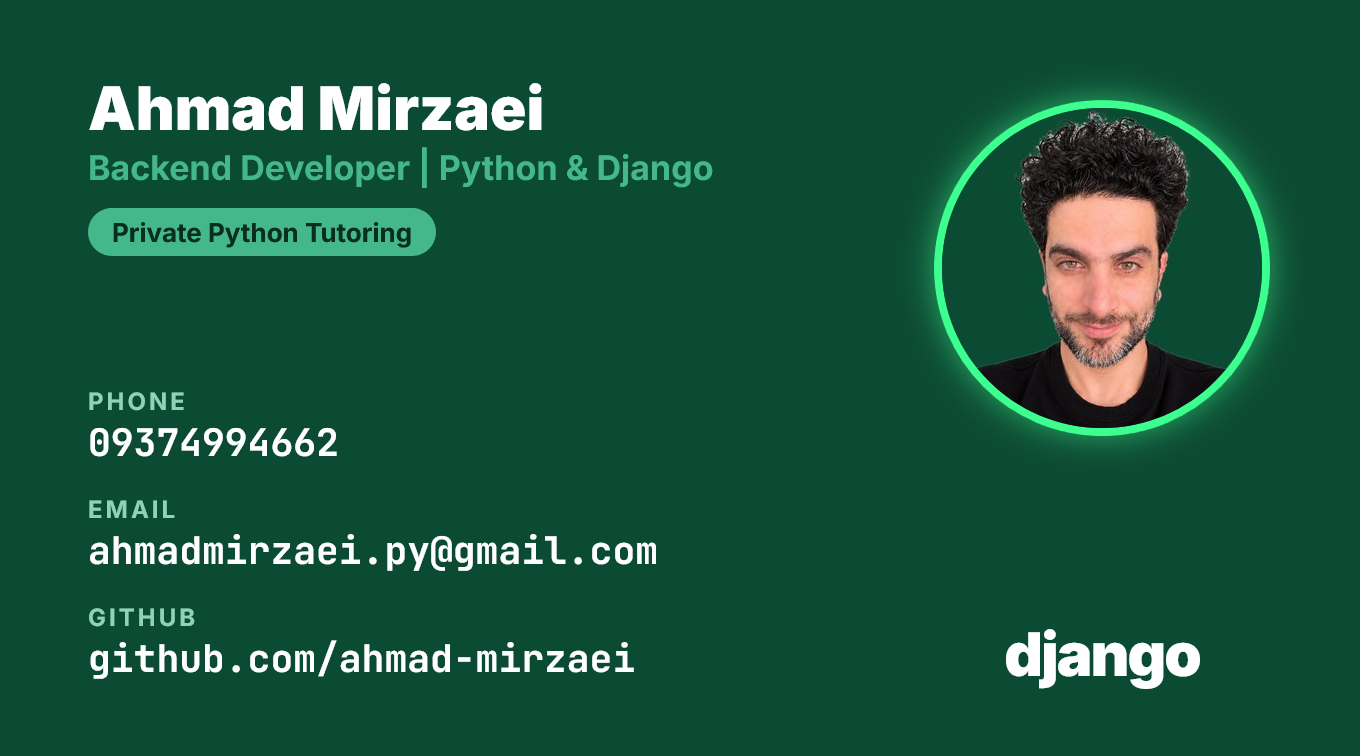 Ahmad Mirzaei
Backend Developer | Python & Django
Private Python Tutoring
PHONE
09374994662
EMAIL
ahmadmirzaei.py@gmail.com
GITHUB
github.com/ahmad-mirzaei
django